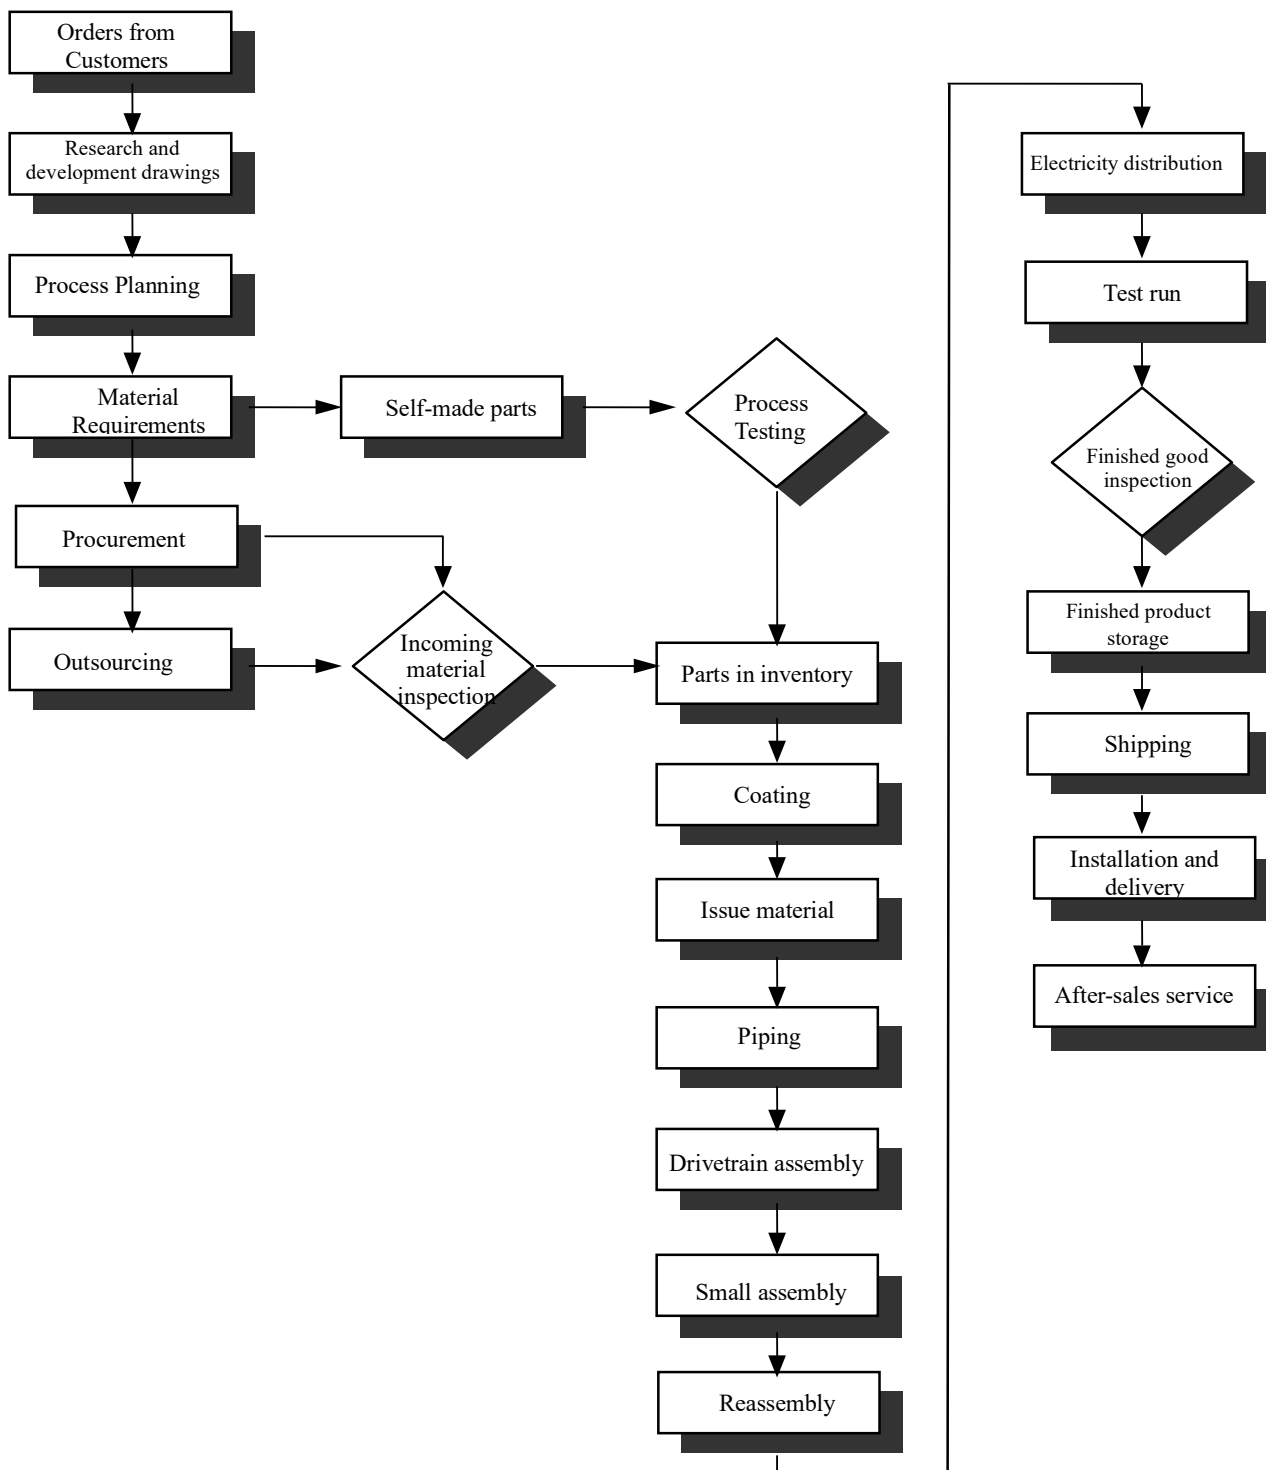 Orders from
Customers
Research and
development drawings
Process Planning
Material
Requirements
Self-made parts
Process
Testing
Procurement
Outsourcing
Incoming
material
inspection
Parts in inventory
Coating
Issue material
Piping
Drivetrain assembly
Small assembly
Reassembly
Electricity distribution
Test run
Finished good
inspection
Finished product
storage
Shipping
Installation and
delivery
After-sales service